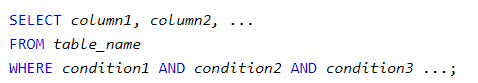 SELECT column1, column2, ...
FROM table_name
WHERE condition1 AND condition2 AND condition3 ...;